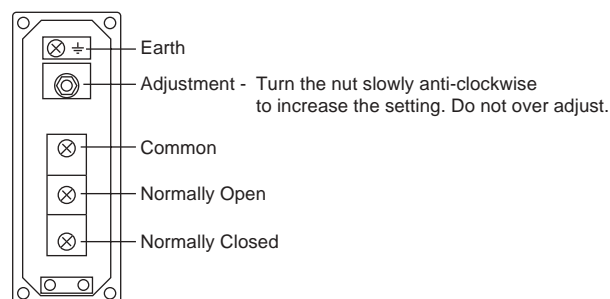 Earth
Adjustment - Turn the nut slowly anti-clockwise
to increase the setting. Do not over adjust.
Common
Normally Open
Normally Closed